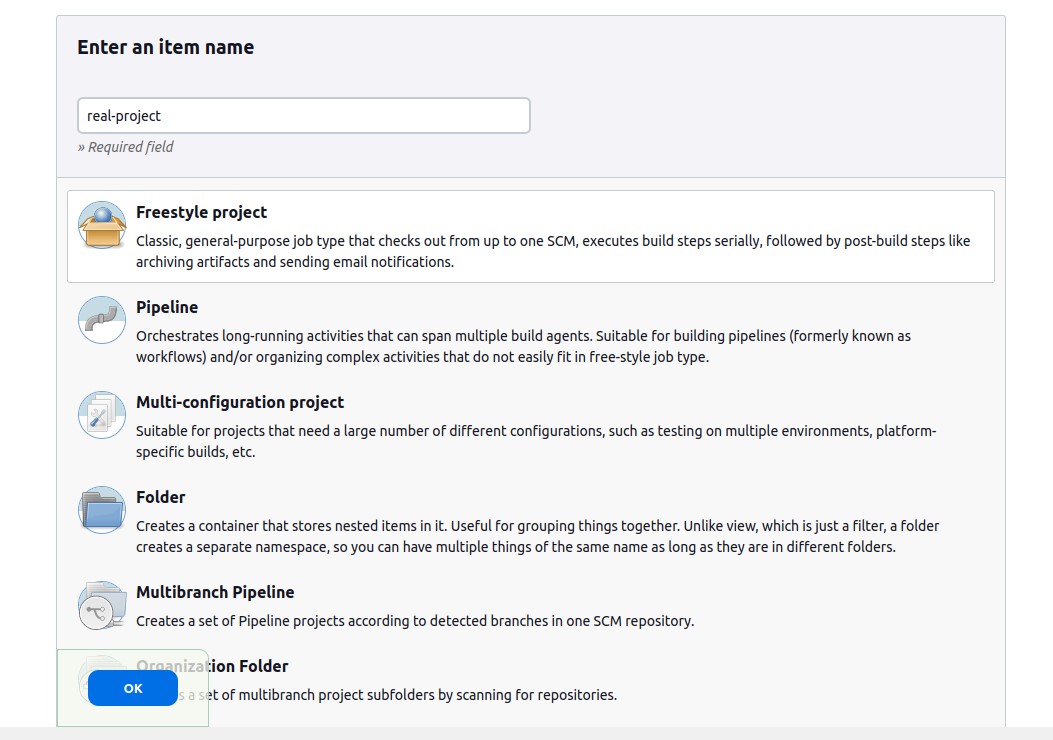 Enter an item name
real-project
» Required field
Freestyle project
Classic, general-purpose job type that checks out from up to one SCM, executes build steps serially, followed by post-build steps like
archiving artifacts and sending email notifications.
Pipeline
Orchestrates long-running activities that can span multiple build agents. Suitable for building pipelines (formerly known as
workflows) and/or organizing complex activities that do not easily fit in free-style job type.
Multi-configuration project
Suitable for projects that need a large number of different configurations, such as testing on multiple environments, platform-
specific builds, etc.
Folder
Creates a container that stores nested items in it. Useful for grouping things together. Unlike view, which is just a filter, a folder
creates a separate namespace, so you can have multiple things of the same name as long as they are in different folders.
Multibranch Pipeline
Creates a set of Pipeline projects according to detected branches in one SCM repository.
Organization Folder
a set of multibranch project subfolders by scanning for repositories.
OK